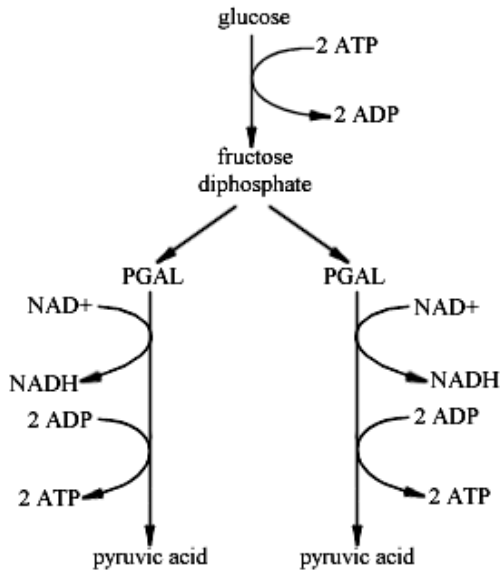 glucose
2 ATP
2 ADP
fructose
diphosphate
PGAL
PGAL
NAD+
NAD+
NADH
NADH
2 ADP
2 ADP
2 ATP
2 ATP
pyruvic acid
pyruvic acid